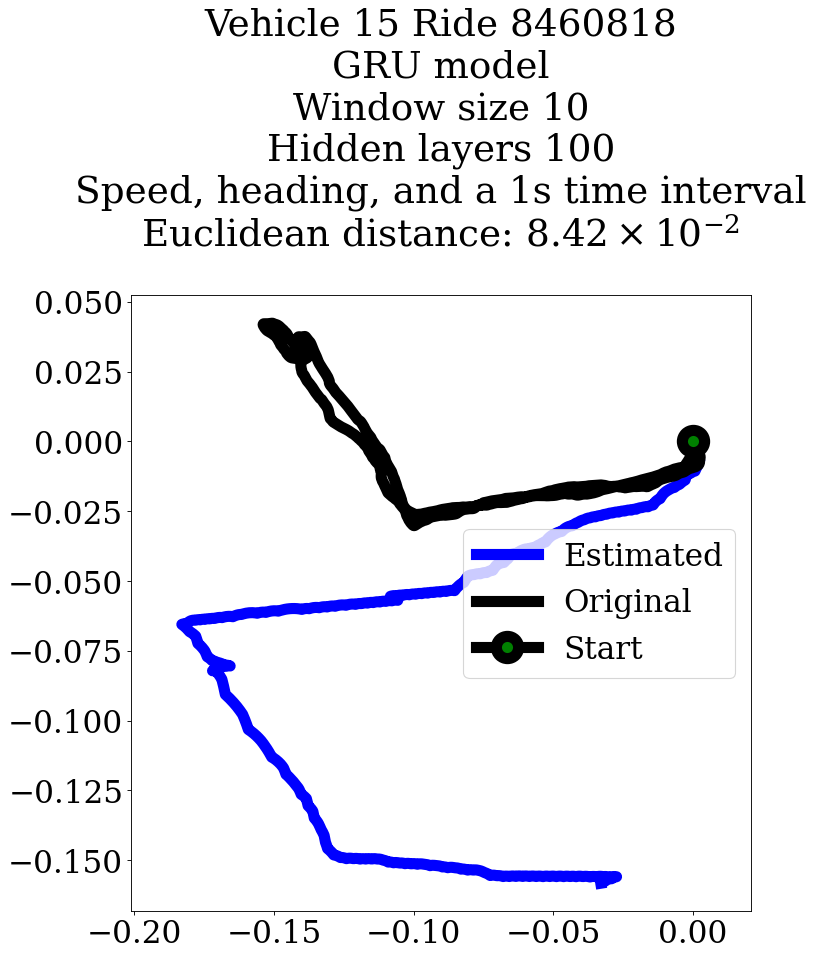 Vehicle 15 Ride 8460818
GRU model
Window size 10
Hidden layers 100
Speed, heading, and a 1s time interval
Euclidean distance: 8.42 × 10⁻²
0.050
0.025
0.000
−0.025
−0.050
−0.075
−0.100
−0.125
−0.150
Estimated
Original
Start
−0.20 −0.15 −0.10 −0.05 0.00